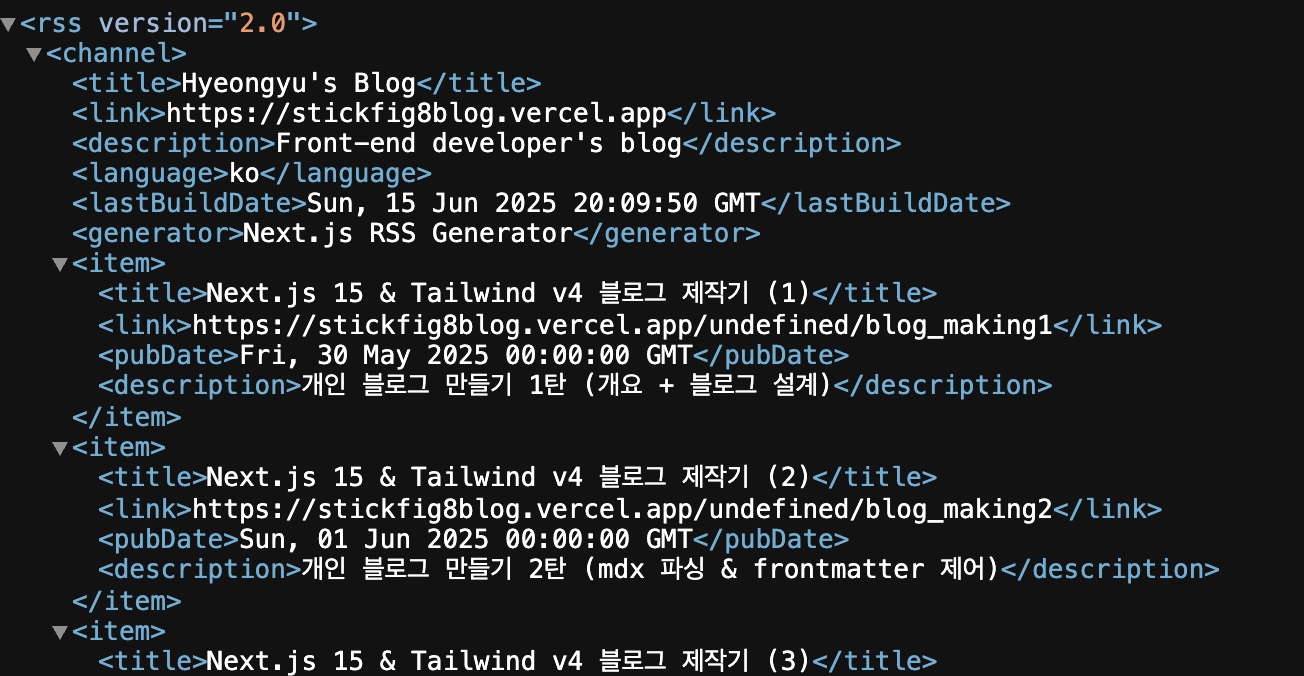 <rss version="2.0">
<channel>
<title>Hyeongyu's Blog</title>
<link>https://stickfig8blog.vercel.app</link>
<description>Front-end developer's blog</description>
<language>ko</language>
<lastBuildDate>Sun, 15 Jun 2025 20:09:50 GMT</lastBuildDate>
<generator>Next.js RSS Generator</generator>
<item>
<title>Next.js 15 & Tailwind v4 블로그 제작기 (1)</title>
<link>https://stickfig8blog.vercel.app/undefined/blog_making1</link>
<pubDate>Fri, 30 May 2025 00:00:00 GMT</pubDate>
<description>개인 블로그 만들기 1탄 (개요 + 블로그 설계)</description>
</item>
<item>
<title>Next.js 15 & Tailwind v4 블로그 제작기 (2)</title>
<link>https://stickfig8blog.vercel.app/undefined/blog_making2</link>
<pubDate>Sun, 01 Jun 2025 00:00:00 GMT</pubDate>
<description>개인 블로그 만들기 2탄 (mdx 파싱 & frontmatter 제어)</description>
</item>
<item>
<title>Next.js 15 & Tailwind v4 블로그 제작기 (3)</title>